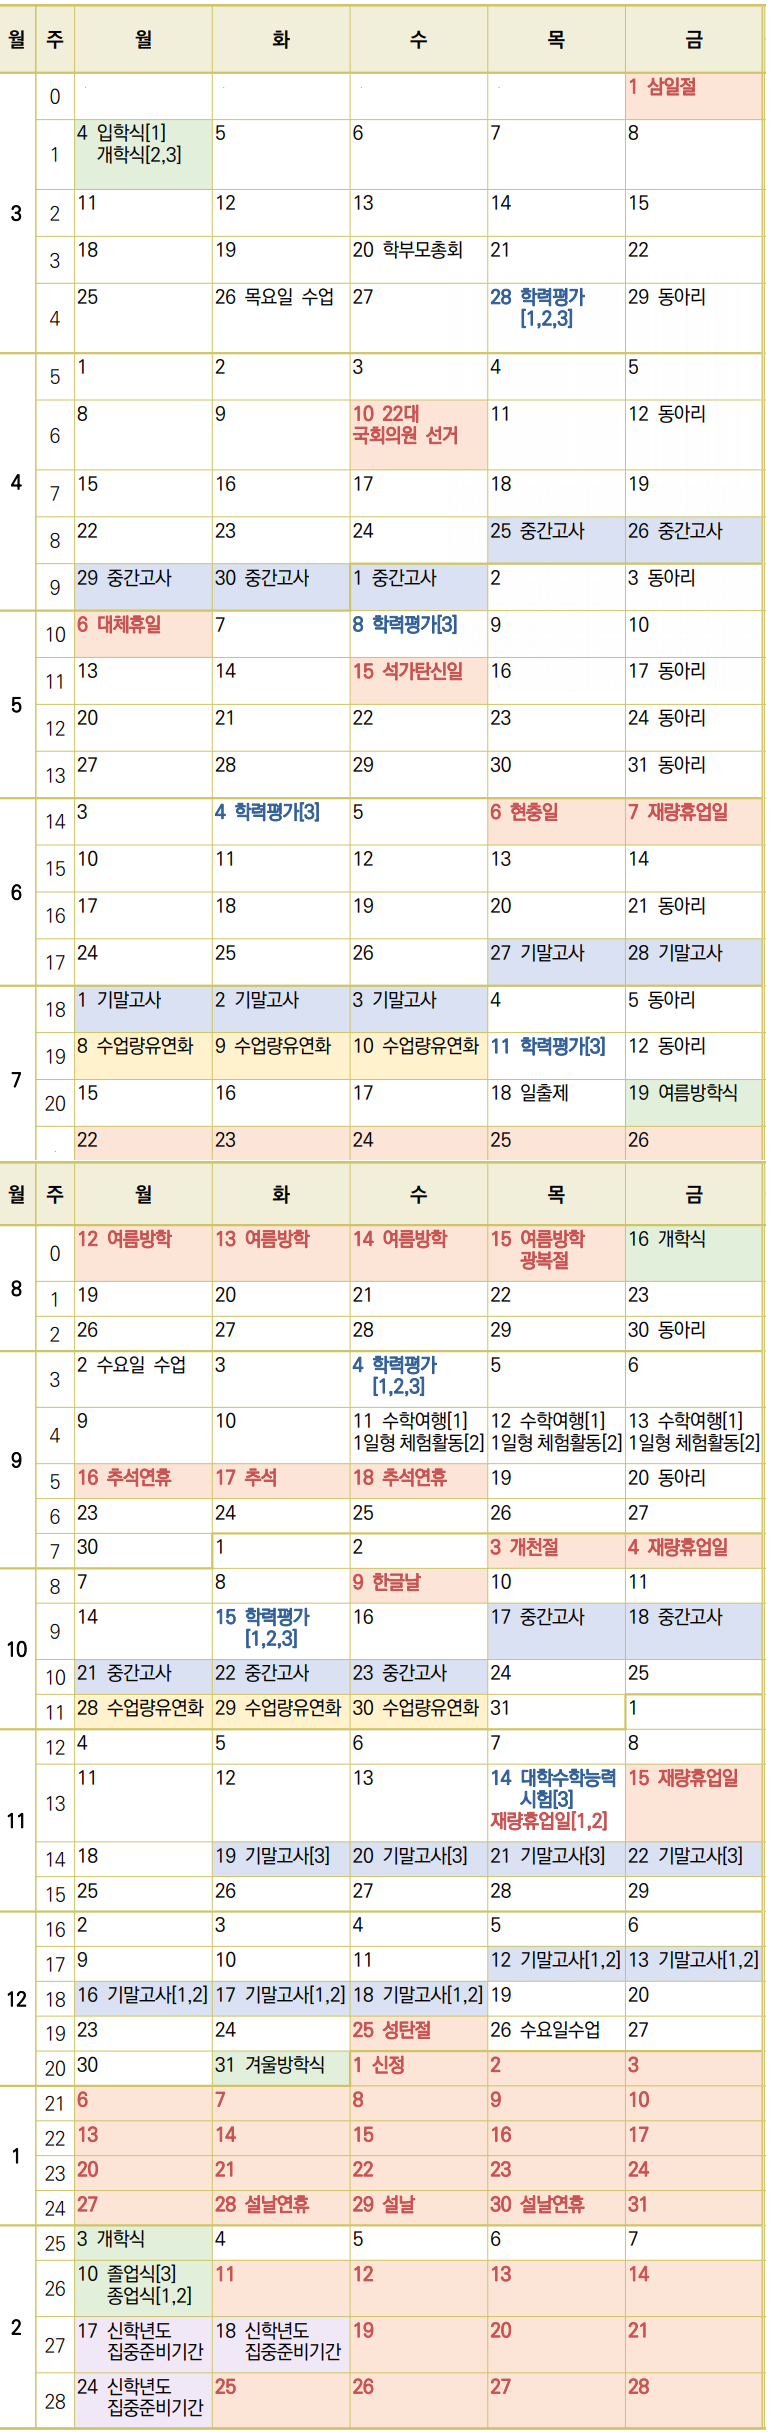 월 주 월 화 수 목 금
3
0 1 삼일절
1 4 입학식[1] 5 6 7 8
개학식[2,3]
2 11 12 13 14 15
3 18 19 20 학부모총회 21 22
4 25 26 목요일 수업 27 28 학력평가 29 동아리
[1,2,3]
4
5 1 2 3 4 5
6 8 9 10 22대 11 12 동아리
국회의원 선거
7 15 16 17 18 19
8 22 23 24 25 중간고사 26 중간고사
9 29 중간고사 30 중간고사 1 중간고사 2 3 동아리
5
10 6 대체휴일 7 8 학력평가[3] 9 10
11 13 14 15 석가탄신일 16 17 동아리
12 20 21 22 23 24 동아리
13 27 28 29 30 31 동아리
6
14 3 4 학력평가[3] 5 6 현충일 7 재량휴업일
15 10 11 12 13 14
16 17 18 19 20 21 동아리
17 24 25 26 27 기말고사 28 기말고사
7
18 1 기말고사 2 기말고사 3 기말고사 4 5 동아리
19 8 수업량유연화 9 수업량유연화 10 수업량유연화 11 학력평가[3] 12 동아리
20 15 16 17 18 일출제 19 여름방학식
22 23 24 25 26
월 주 월 화 수 목 금
8
0 12 여름방학 13 여름방학 14 여름방학 15 여름방학 16 개학식
광복절
1 19 20 21 22 23
2 26 27 28 29 30 동아리
9
3 2 수요일 수업 3 4 학력평가 5 6
[1,2,3]
4 9 10 11 수학여행[1] 12 수학여행[1] 13 수학여행[1]
1일형 체험활동[2] 1일형 체험활동[2] 1일형 체험활동[2]
5 16 추석연휴 17 추석 18 추석연휴 19 20 동아리
6 23 24 25 26 27
7 30 1 2 3 개천절 4 재량휴업일
10
8 7 8 9 한글날 10 11
9 14 15 학력평가 16 17 중간고사 18 중간고사
[1,2,3]
10 21 중간고사 22 중간고사 23 중간고사 24 25
11 28 수업량유연화 29 수업량유연화 30 수업량유연화 31 1
11
12 4 5 6 7 8
13 11 12 13 14 대학수학능력 15 재량휴업일
시험[3]
재량휴업일[1,2]
14 18 19 기말고사[3] 20 기말고사[3] 21 기말고사[3] 22 기말고사[3]
15 25 26 27 28 29
12
16 2 3 4 5 6
17 9 10 11 12 기말고사[1,2] 13 기말고사[1,2]
18 16 기말고사[1,2] 17 기말고사[1,2] 18 기말고사[1,2] 19 20
19 23 24 25 성탄절 26 수요일수업 27
20 30 31 겨울방학식 1 신정 2 3
1
21 6 7 8 9 10
22 13 14 15 16 17
23 20 21 22 23 24
24 27 28 설날연휴 29 설날 30 설날연휴 31
2
25 3 개학식 4 5 6 7
26 10 졸업식[3] 11 12 13 14
종업식[1,2]
27 17 신학년도 18 신학년도 19 20 21
집중준비기간 집중준비기간
28 24 신학년도 25 26 27 28
집중준비기간